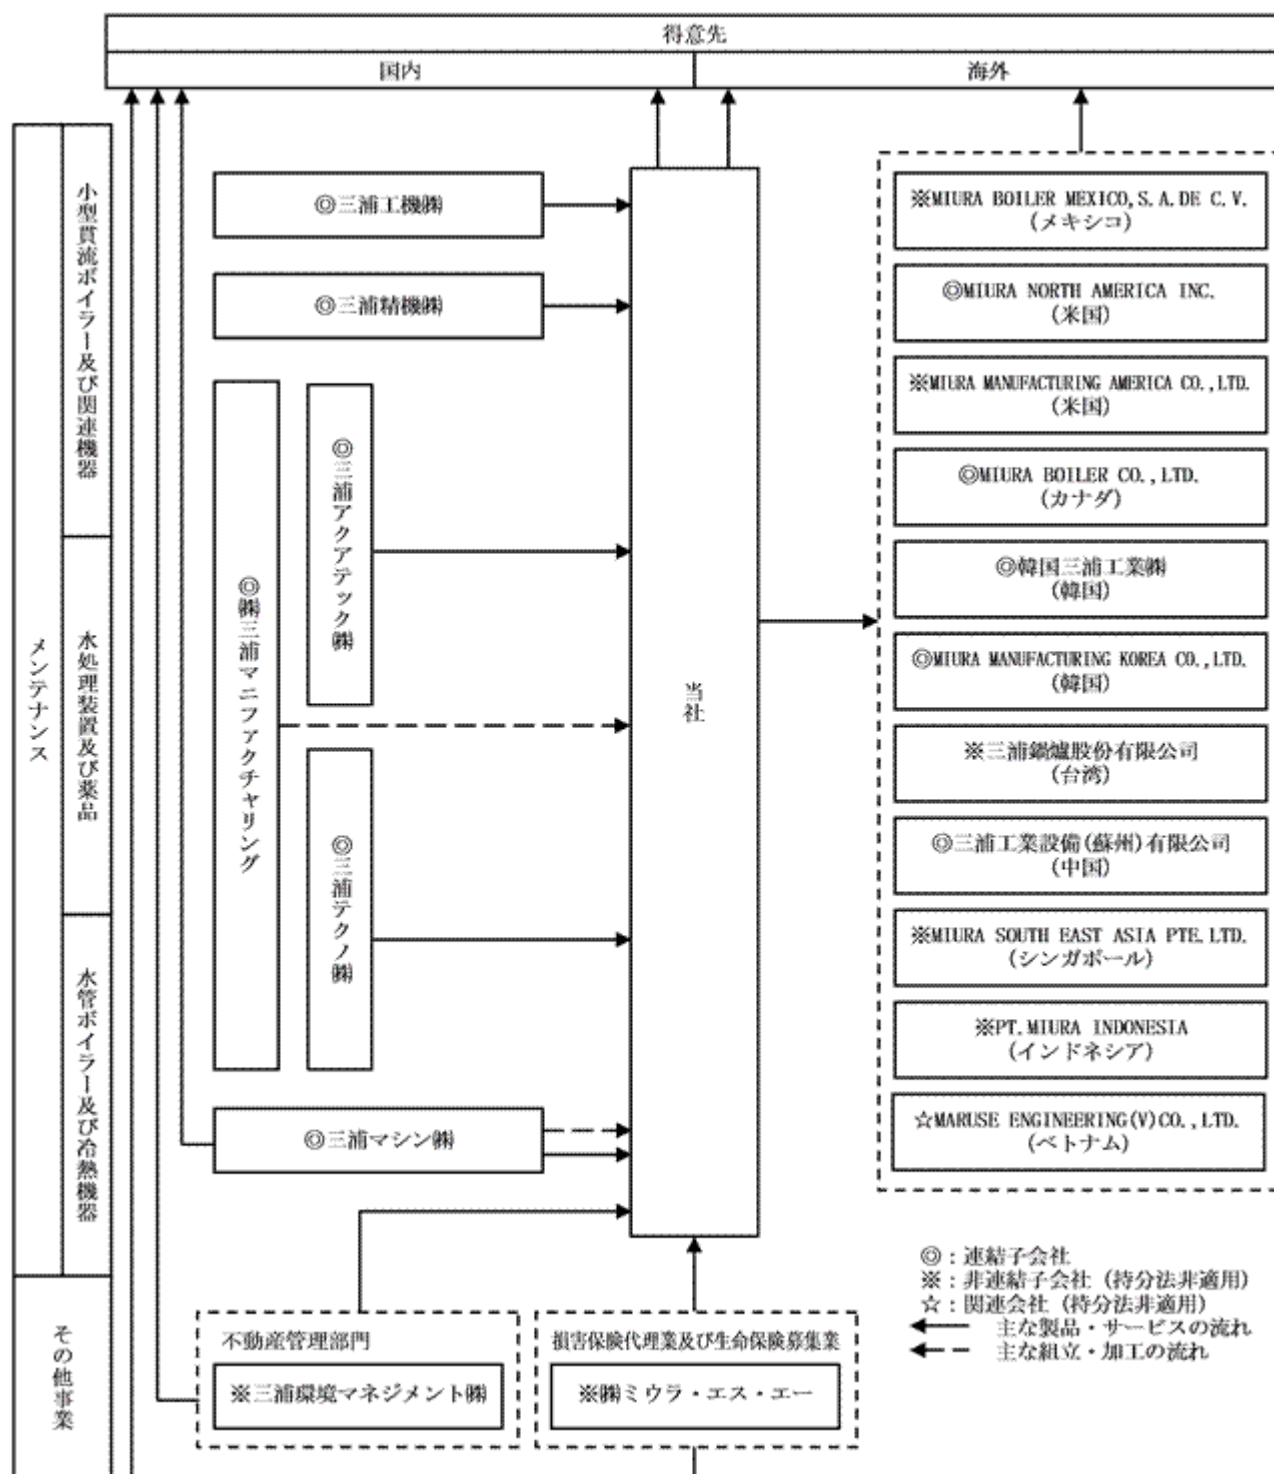 得意先
国内
海外
メンテナンス
小型貫流ボイラー及び関連機器
水処理装置及び薬品
水管ボイラー及び冷熱機器
その他事業
◎三浦工機㈱
◎三浦精機㈱
◎㈱三浦マニファクチャリング
◎三浦アクアテック㈱
◎三浦テクノ㈱
◎三浦マシン㈱
不動産管理部門
※三浦環境マネジメント㈱
損害保険代理業及び生命保険募集業
※㈱ミウラ・エス・エー
当社
※MIURA BOILER MEXICO,S.A.DE C.V.
(メキシコ)
◎MIURA NORTH AMERICA INC.
(米国)
※MIURA MANUFACTURING AMERICA CO.,LTD.
(米国)
◎MIURA BOILER CO.,LTD.
(カナダ)
◎韓国三浦工業㈱
(韓国)
◎MIURA MANUFACTURING KOREA CO.,LTD.
(韓国)
※三浦鍋爐股份有限公司
(台湾)
◎三浦工業設備(蘇州)有限公司
(中国)
※MIURA SOUTH EAST ASIA PTE.LTD.
(シンガポール)
※PT.MIURA INDONESIA
(インドネシア)
☆MARUSE ENGINEERING(V)CO.,LTD.
(ベトナム)
◎：連結子会社
※：非連結子会社（持分法非適用）
☆：関連会社（持分法非適用）
主な製品・サービスの流れ
主な組立・加工の流れ